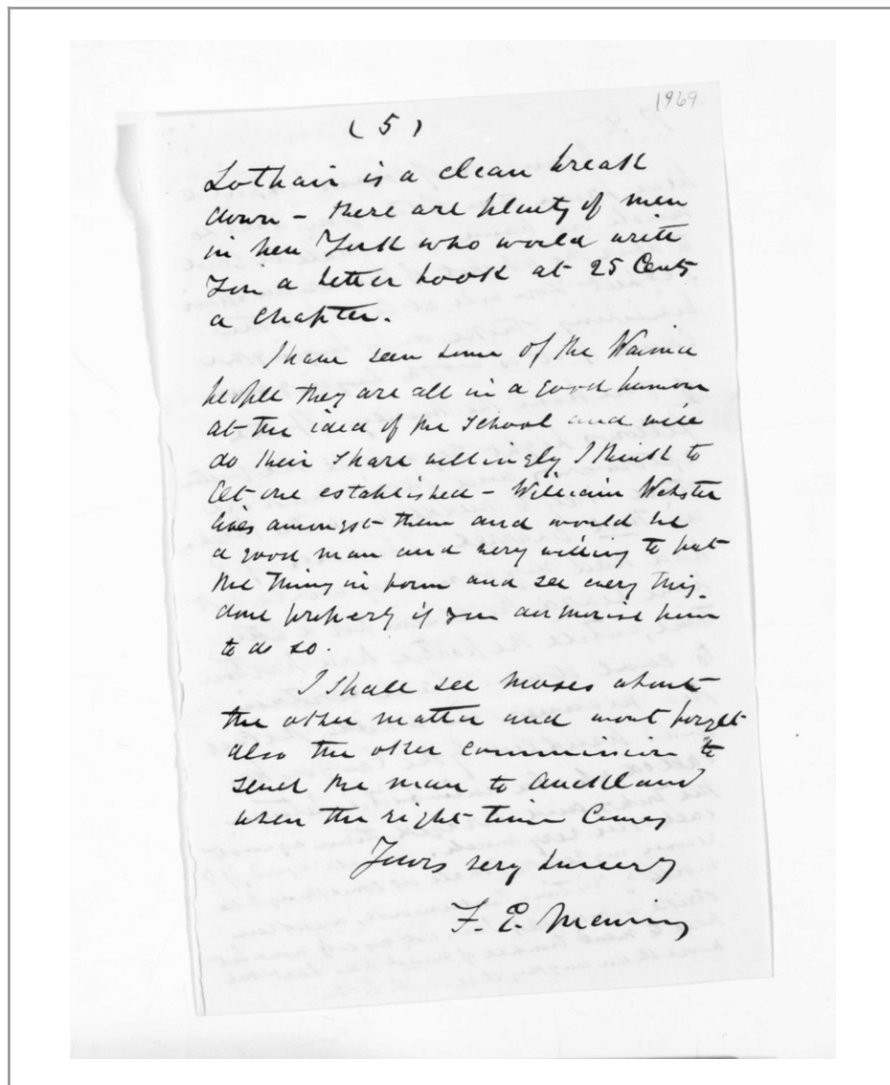 1969
(5)
Lothair is a clean break
down - there are plenty of men
in new York who would write
you a better book at 25 Cents
a chapter.
I have seen some of the Waima
people they are all in a good humour
at the idea of the school and will
do their share willingly I think to
get one established - William Webster
lives amongst them and would be
a good man and very willing to put
the thing in form and see every thing
done properly if you authorise him
to do so.
I shall see Moses about
the other matter and wont forget
also the other commission to
send the man to Auckland
when the right time Comes
Yours very sincerely
F. E. Maning